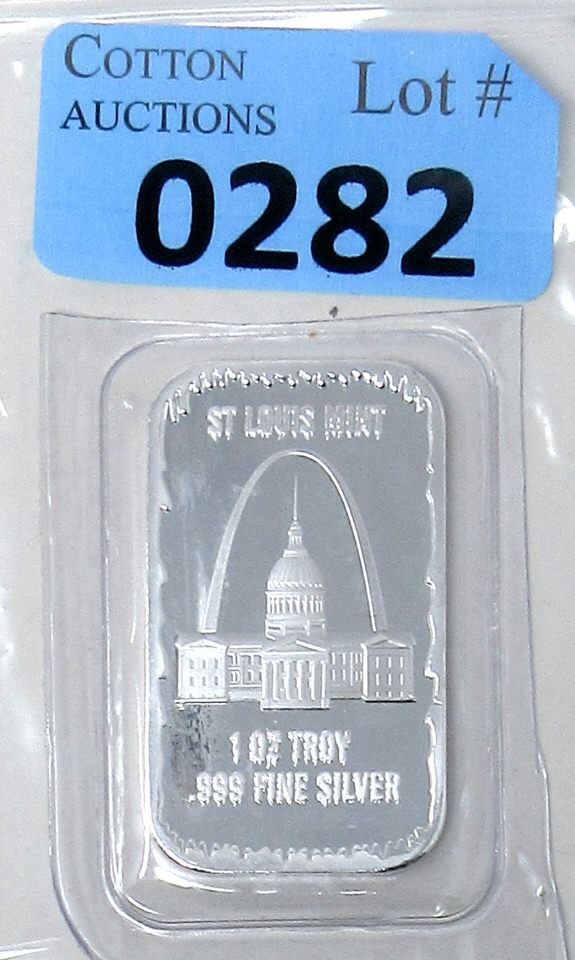 COTTON
AUCTIONS
Lot #
0282
ST LOUIS MINT
1 OZ TROY
.999 FINE SILVER